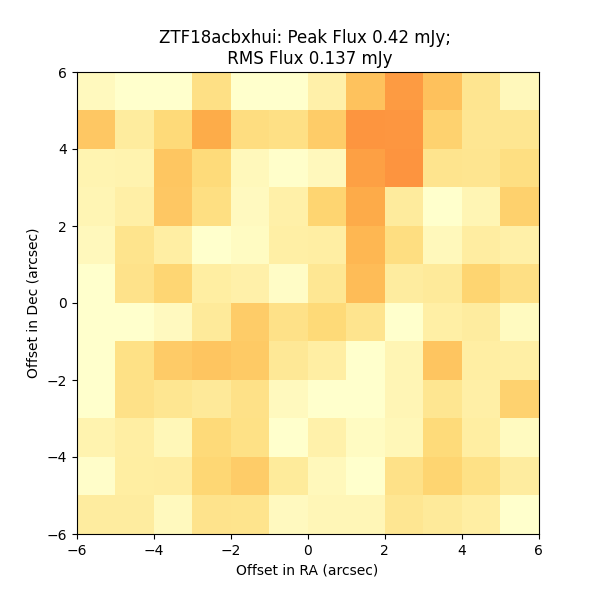 ZTF18acbxhui: Peak Flux 0.42 mJy;
RMS Flux 0.137 mJy
6
4
2
0
−2
−4
−6
Offset in Dec (arcsec)
−6 −4 −2 0 2 4 6
Offset in RA (arcsec)